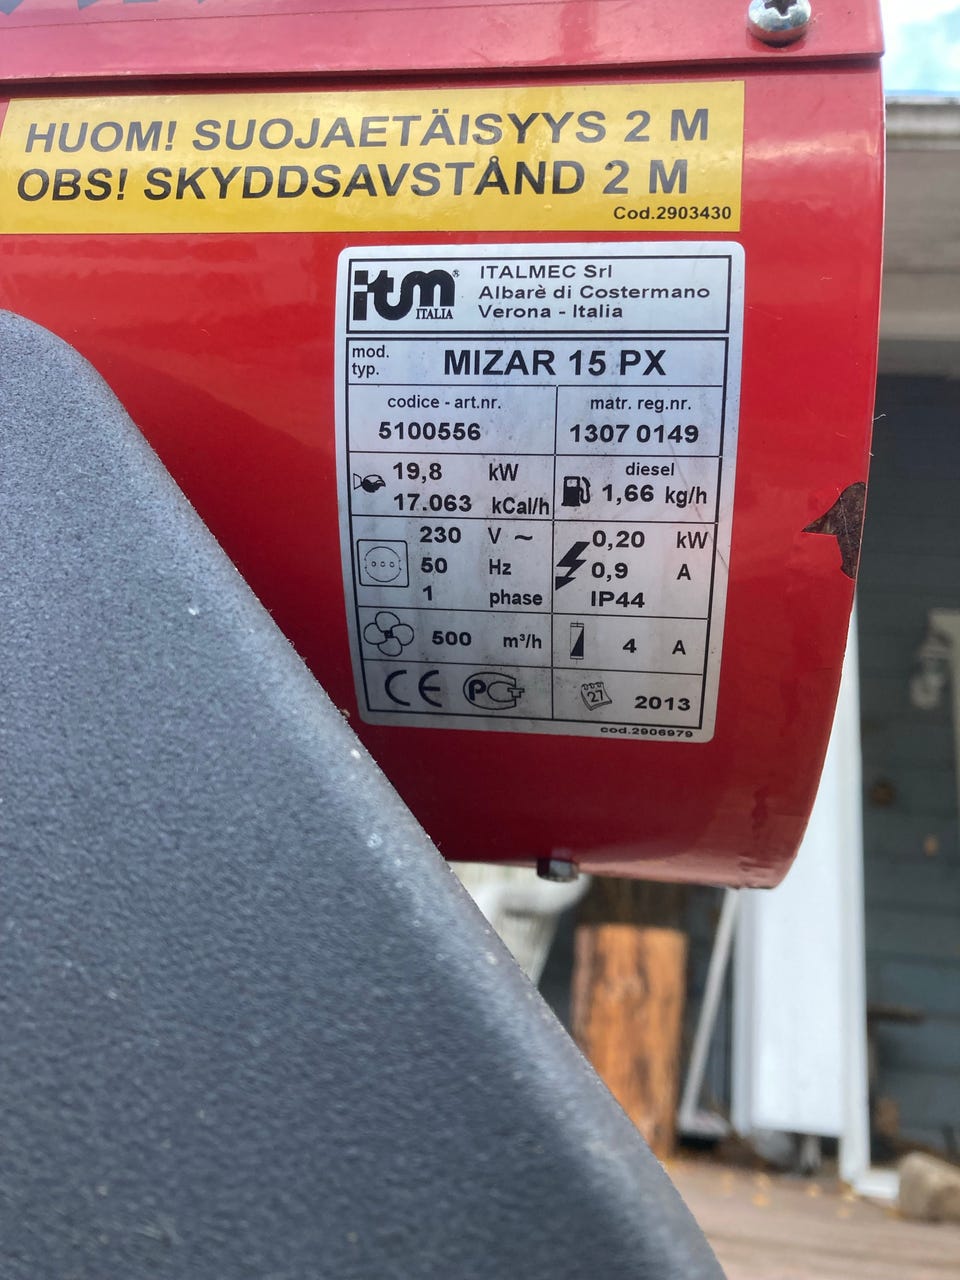 HUOM! SUOJAETÄISYYS 2 M
OBS! SKYDDSAVSTÅND 2 M
Cod.2903430
itm® ITALIA
ITALMEC Srl
Albarè di Costermano
Verona - Italia
mod.
typ.
MIZAR 15 PX
codice - art.nr.
5100556
matr. reg.nr.
1307 0149
19,8 kW
17.063 kCal/h
diesel
1,66 kg/h
230 V ~
50 Hz
1 phase
0,20 kW
0,9 A
IP44
500 m³/h
4 A
CE PCT
27
2013
cod.2906979